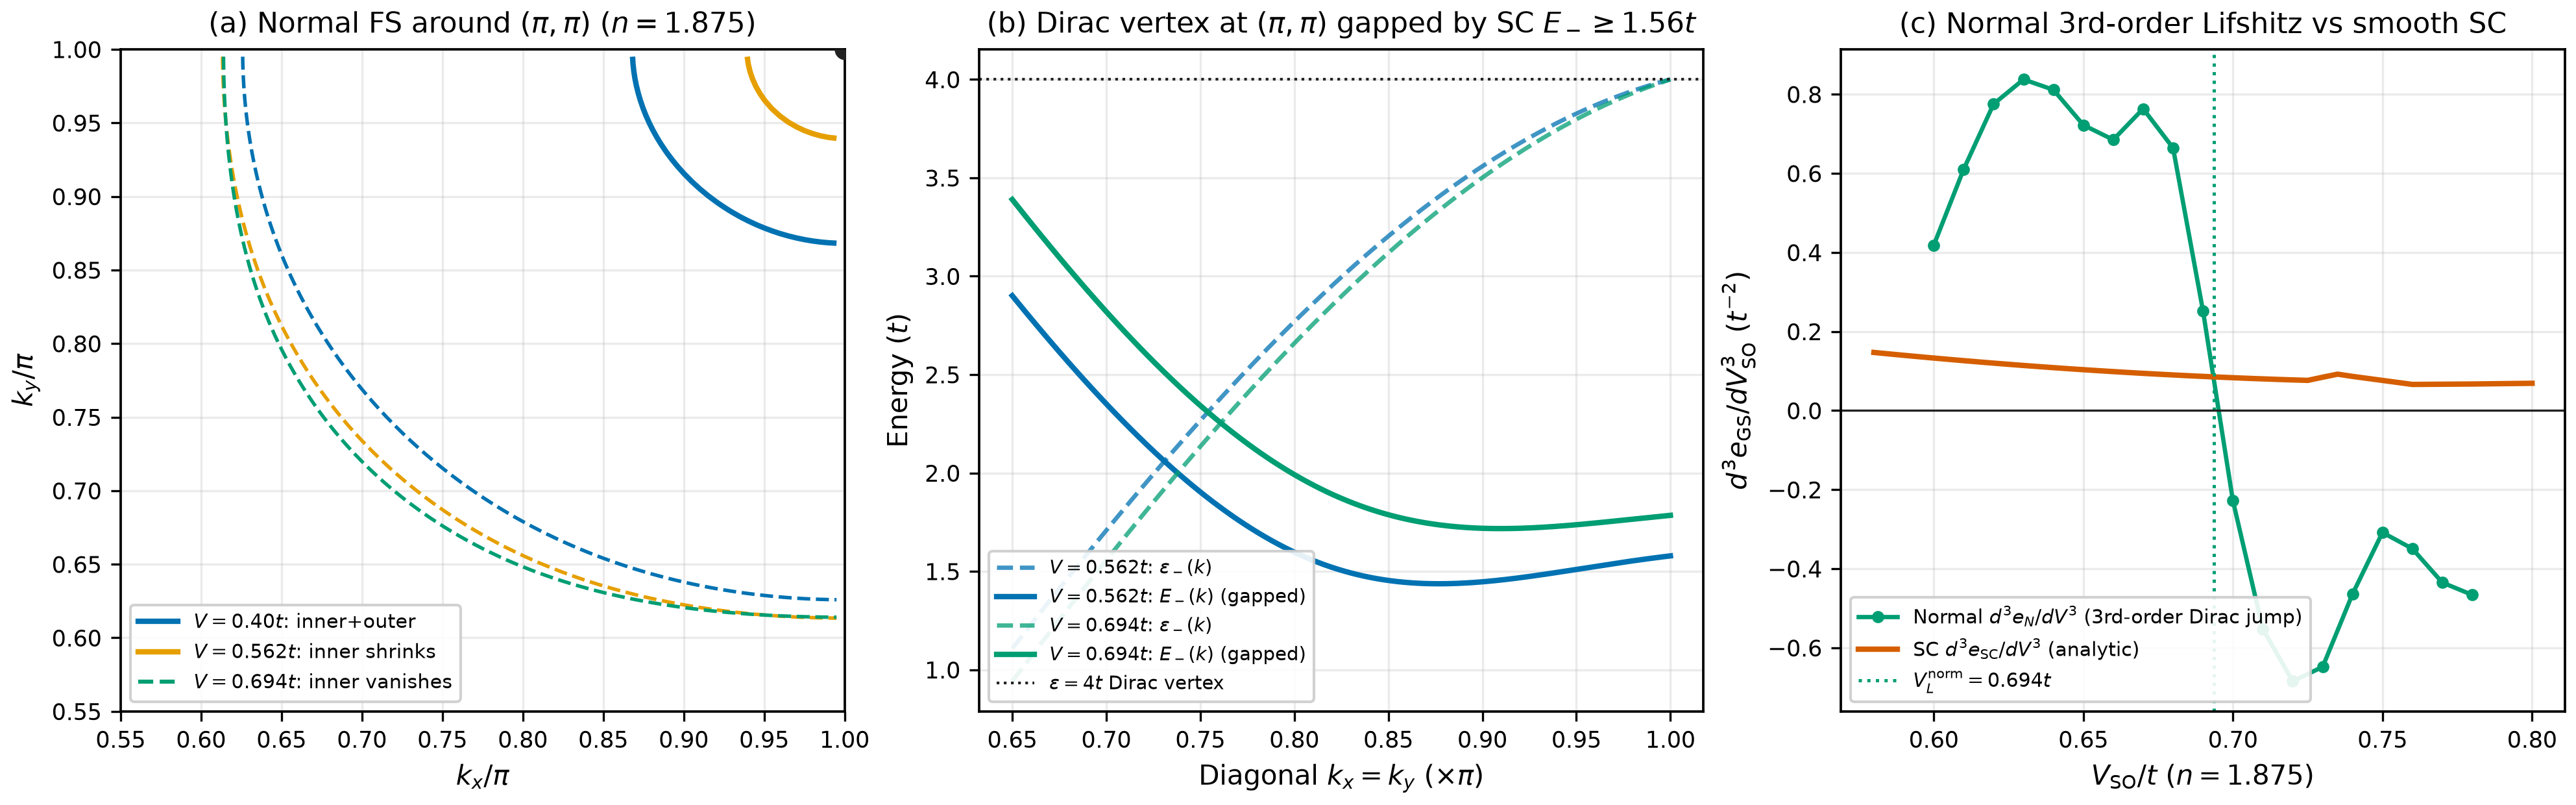 (a) Normal FS around (π, π) (n = 1.875)
1.00
0.95
0.90
0.85
0.80
0.75
0.70
0.65
0.60
0.55
k_y/π
V = 0.40t: inner+outer
V = 0.562t: inner shrinks
V = 0.694t: inner vanishes
0.55 0.60 0.65 0.70 0.75 0.80 0.85 0.90 0.95 1.00
k_x/π
(b) Dirac vertex at (π, π) gapped by SC E₋ ≥ 1.56t
4.0
3.5
3.0
2.5
2.0
1.5
1.0
Energy (t)
V = 0.562t: ε₋(k)
V = 0.562t: E₋(k) (gapped)
V = 0.694t: ε₋(k)
V = 0.694t: E₋(k) (gapped)
ε = 4t Dirac vertex
0.65 0.70 0.75 0.80 0.85 0.90 0.95 1.00
Diagonal k_x = k_y (×π)
(c) Normal 3rd-order Lifshitz vs smooth SC
0.8
0.6
0.4
0.2
0.0
−0.2
−0.4
−0.6
d³e_GS/dV³_SO (t⁻²)
Normal d³e_N/dV³ (3rd-order Dirac jump)
SC d³e_SC/dV³ (analytic)
V_L^norm = 0.694t
0.60 0.65 0.70 0.75 0.80
V_SO/t (n = 1.875)